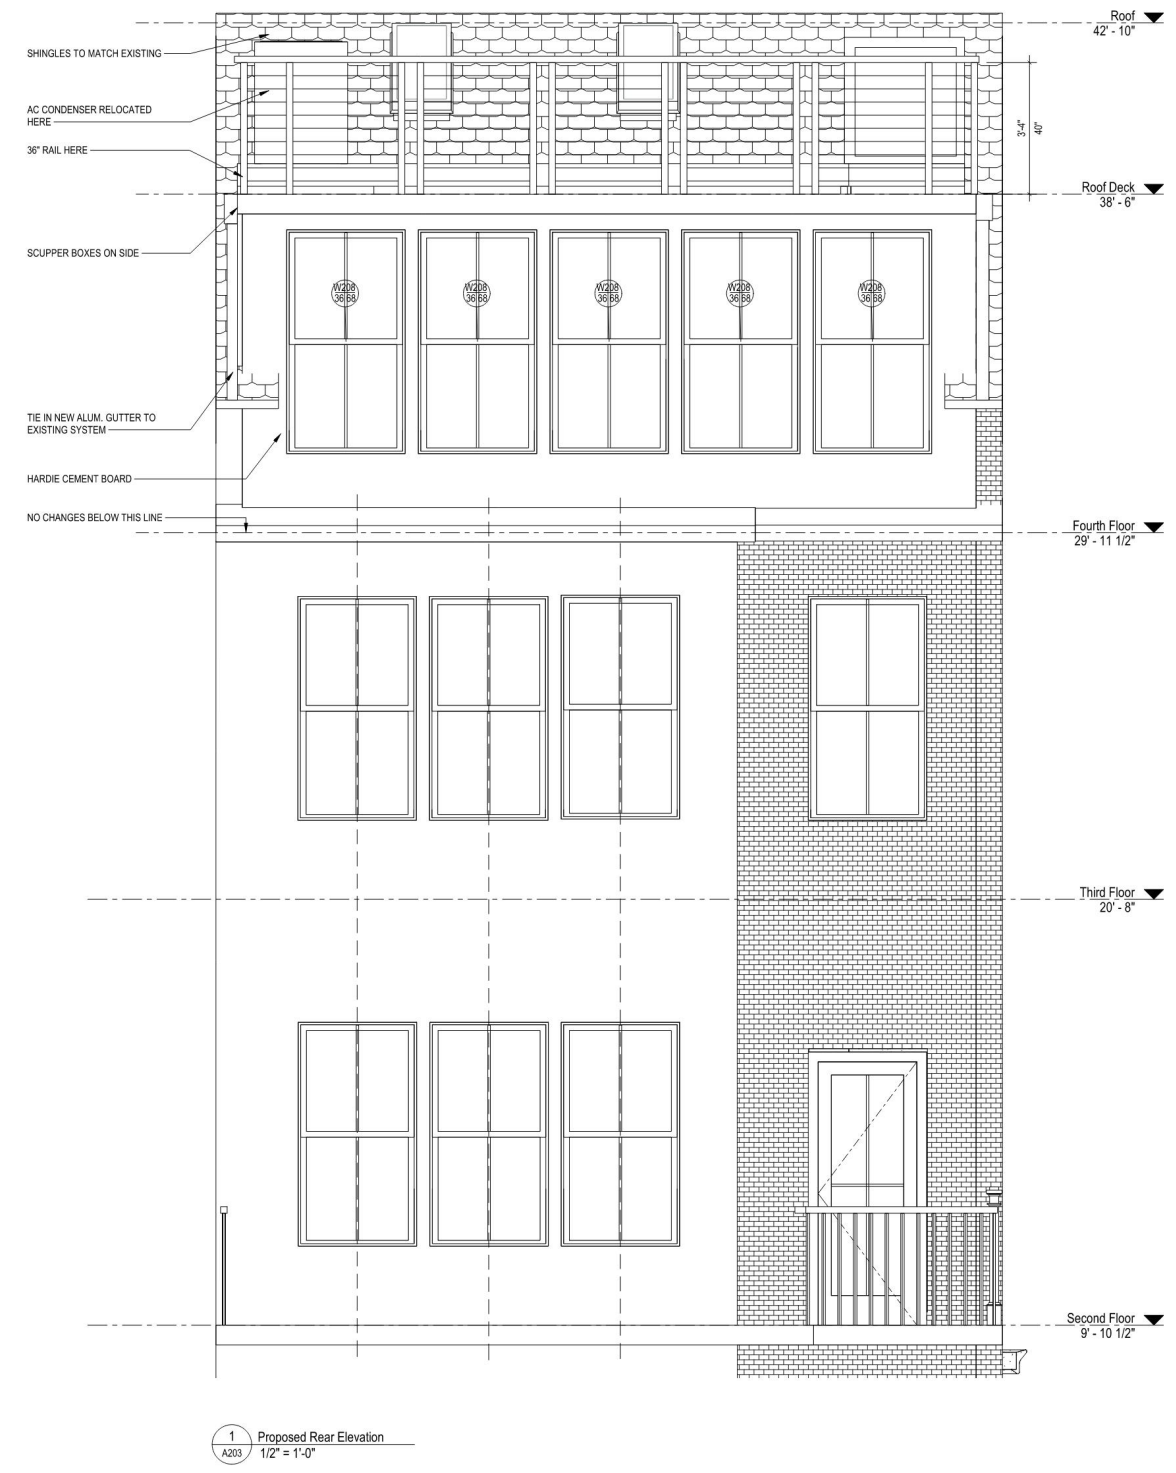 Roof
42' - 10"
SHINGLES TO MATCH EXISTING
AC CONDENSER RELOCATED
HERE
36" RAIL HERE
3'-4"
40"
Roof Deck
38' - 6"
SCUPPER BOXES ON SIDE
W208
36 68
W208
36 68
W208
36 68
W208
36 68
W208
36 68
TIE IN NEW ALUM. GUTTER TO
EXISTING SYSTEM
HARDIE CEMENT BOARD
NO CHANGES BELOW THIS LINE
Fourth Floor
29' - 11 1/2"
Third Floor
20' - 8"
Second Floor
9' - 10 1/2"
1
A203
Proposed Rear Elevation
1/2" = 1'-0"